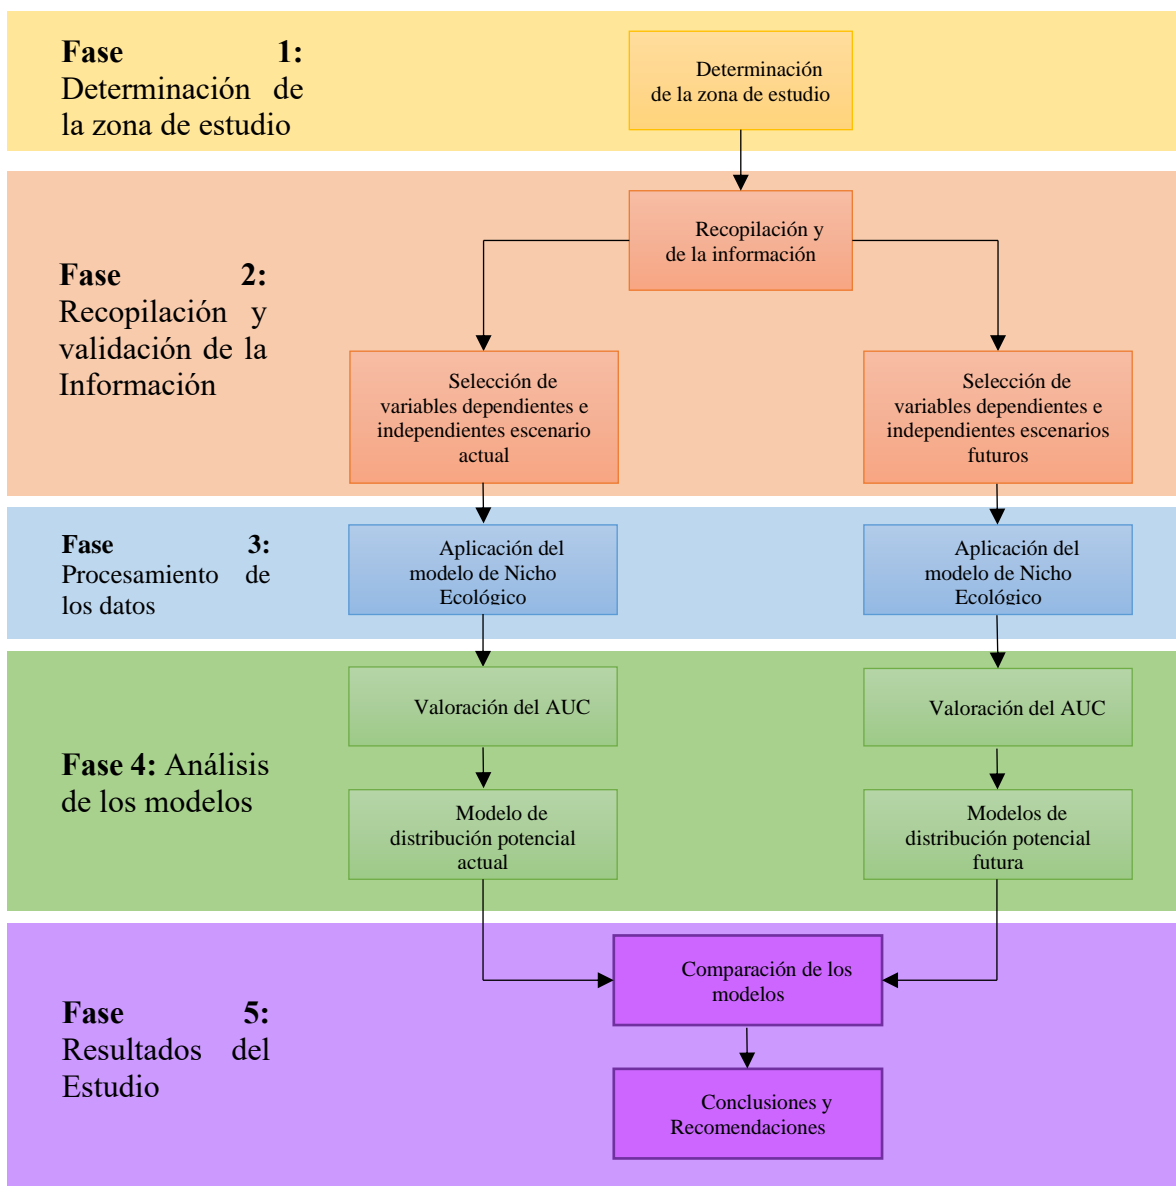 Fase 1:
Determinación de
la zona de estudio
Determinación
de la zona de estudio
Fase 2:
Recopilación y
validación de la
Información
Recopilación y
de la información
Selección de
variables dependientes e
independientes escenario
actual
Selección de
variables dependientes e
independientes escenarios
futuros
Fase 3:
Procesamiento de
los datos
Aplicación del
modelo de Nicho
Ecológico
Aplicación del
modelo de Nicho
Ecológico
Fase 4: Análisis
de los modelos
Valoración del AUC
Valoración del AUC
Modelo de
distribución potencial
actual
Modelos de
distribución potencial
futura
Fase 5:
Resultados del
Estudio
Comparación de los
modelos
Conclusiones y
Recomendaciones